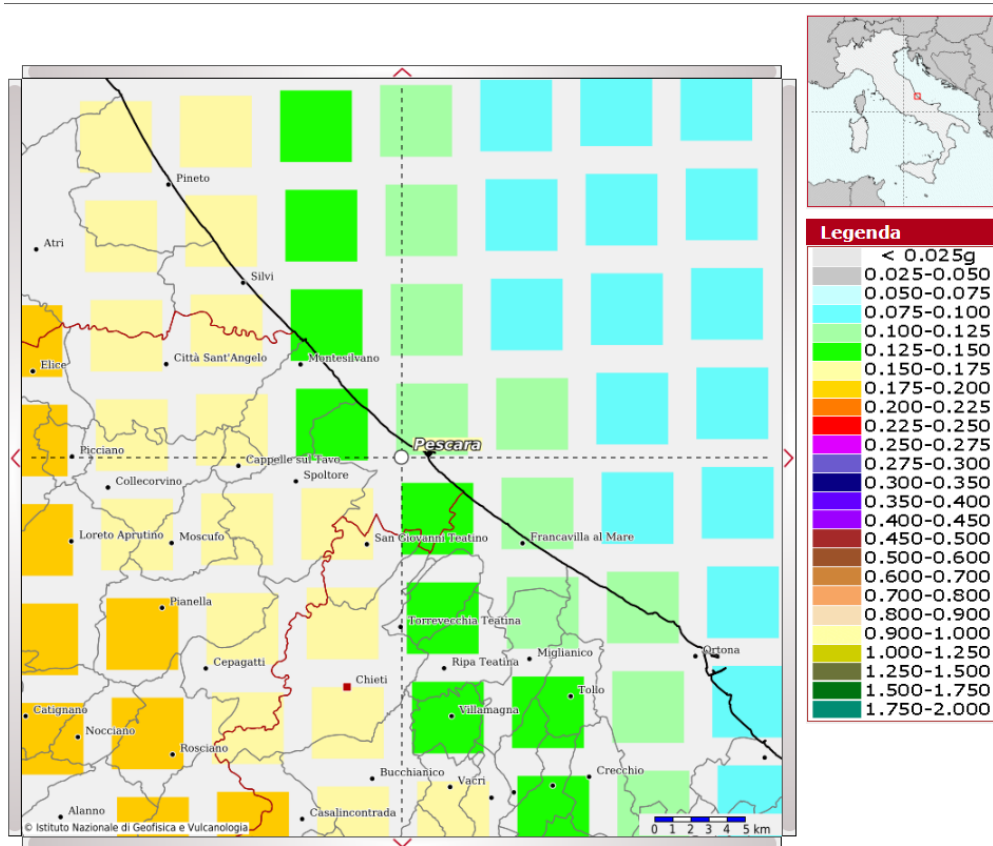 Pineto
Atri
Silvi
Elice
Città Sant'Angelo
Montesilvano
Pescara
Picciano
Cappelle sul Tavo
Collecorvino
Spoltore
Loreto Aprutino
Moscufo
San Giovanni Teatino
Francavilla al Mare
Pianella
Torrevecchia Teatina
Cepagatti
Ripa Teatina
Miglianico
Ortona
Chieti
Tollo
Catignano
Villamagna
Nocciano
Rosciano
Bucchianico
Vacri
Crecchio
Alanno
Casalincontrada
© Istituto Nazionale di Geofisica e Vulcanologia
0 1 2 3 4 5 km
Legenda
< 0.025g
0.025-0.050
0.050-0.075
0.075-0.100
0.100-0.125
0.125-0.150
0.150-0.175
0.175-0.200
0.200-0.225
0.225-0.250
0.250-0.275
0.275-0.300
0.300-0.350
0.350-0.400
0.400-0.450
0.450-0.500
0.500-0.600
0.600-0.700
0.700-0.800
0.800-0.900
0.900-1.000
1.000-1.250
1.250-1.500
1.500-1.750
1.750-2.000